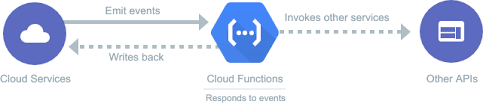 Emit events
Invokes other services
Writes back
Cloud Services
Cloud Functions
Other APIs
Responds to events